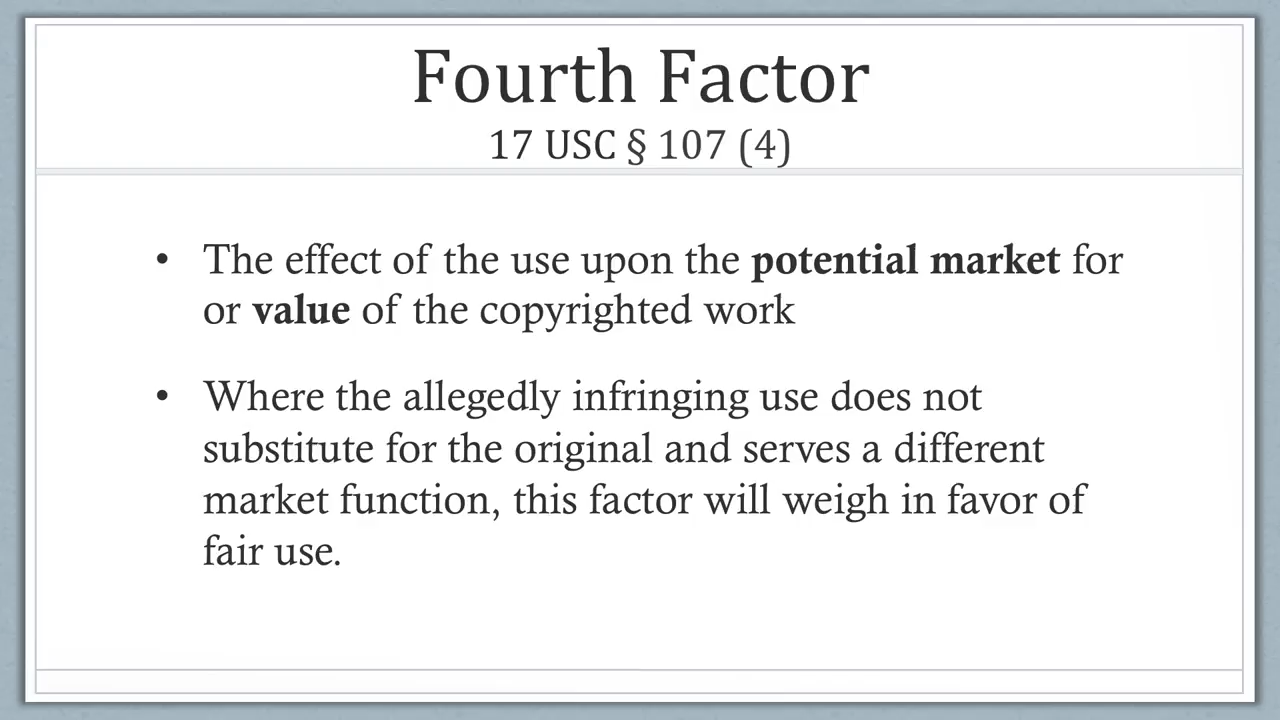 Fourth Factor
17 USC § 107 (4)
• The effect of the use upon the potential market for
or value of the copyrighted work
• Where the allegedly infringing use does not
substitute for the original and serves a different
market function, this factor will weigh in favor of
fair use.